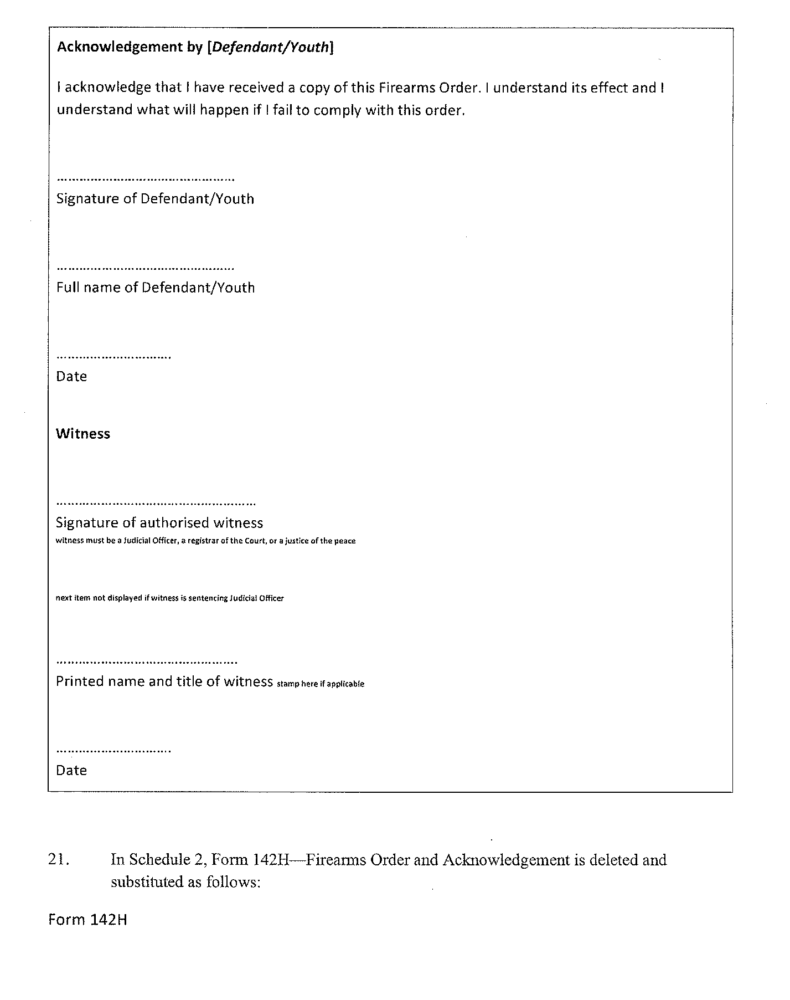 Acknowledgement by [Defendant/Youth]
I acknowledge that I have received a copy of this Firearms Order. I understand its effect and I
understand what will happen if I fail to comply with this order.
................................................
Signature of Defendant/Youth
................................................
Full name of Defendant/Youth
...............................
Date
Witness
......................................................
Signature of authorised witness
witness must be a Judicial Officer, a registrar of the Court, or a justice of the peace
next item not displayed if witness is sentencing Judicial Officer
.................................................
Printed name and title of witness stamp here if applicable
...............................
Date
21. In Schedule 2, Form 142H—Firearms Order and Acknowledgement is deleted and
substituted as follows:
Form 142H